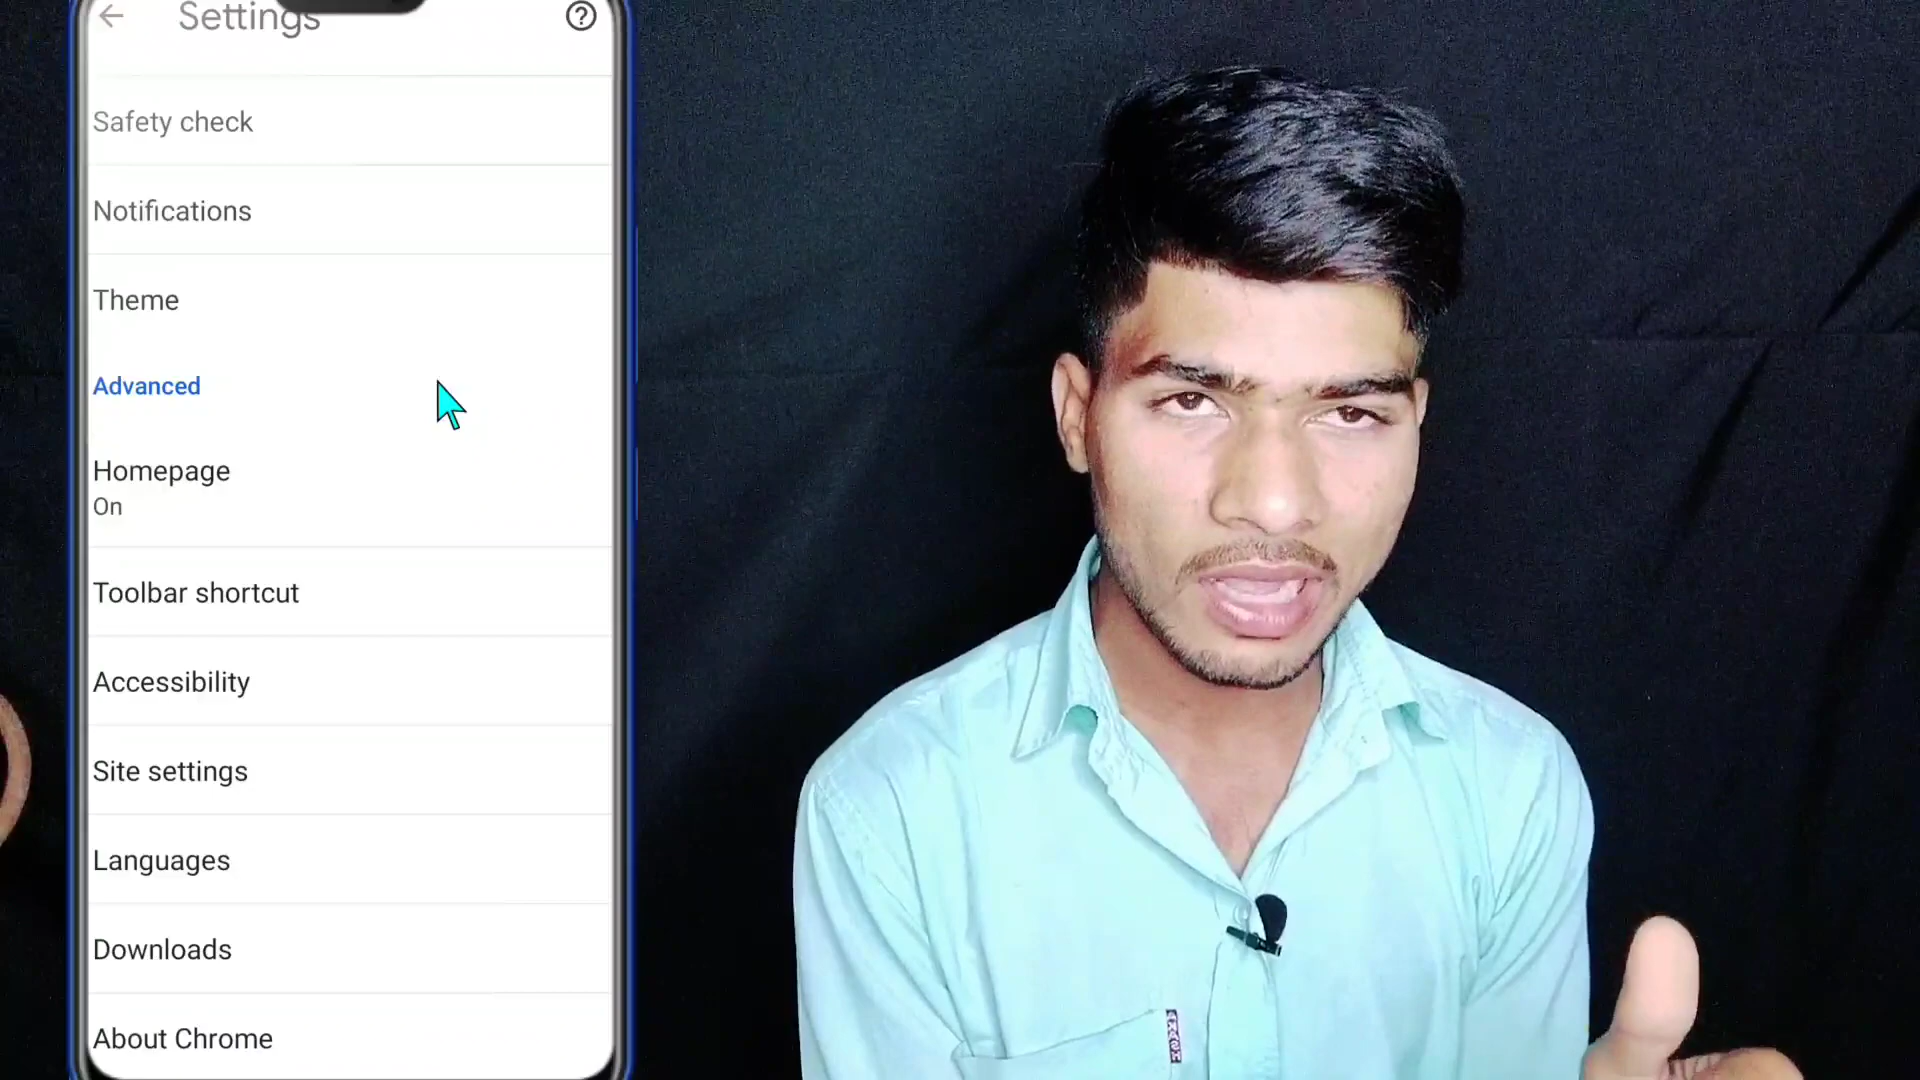 Settings
Safety check
Notifications
Theme
Advanced
Homepage
On
Toolbar shortcut
Accessibility
Site settings
Languages
Downloads
About Chrome